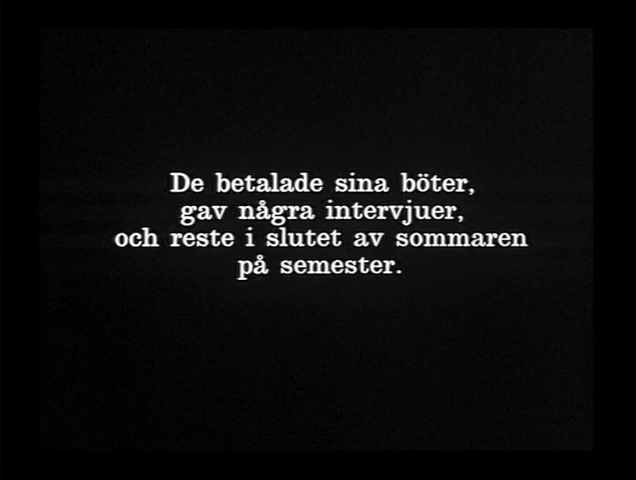 De betalade sina böter,
gav några intervjuer,
och reste i slutet av sommaren
på semester.